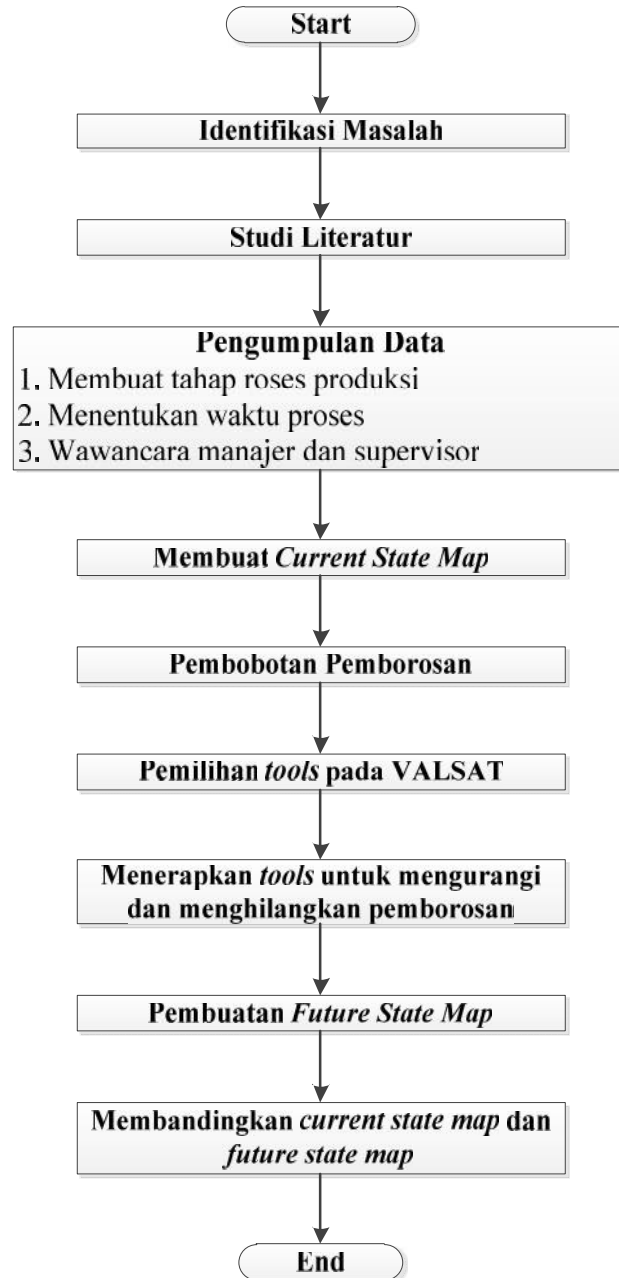 Start
Identifikasi Masalah
Studi Literatur
Pengumpulan Data
1. Membuat tahap roses produksi
2. Menentukan waktu proses
3. Wawancara manajer dan supervisor
Membuat Current State Map
Pembobotan Pemborosan
Pemilihan tools pada VALSAT
Menerapkan tools untuk mengurangi
dan menghilangkan pemborosan
Pembuatan Future State Map
Membandingkan current state map dan
future state map
End